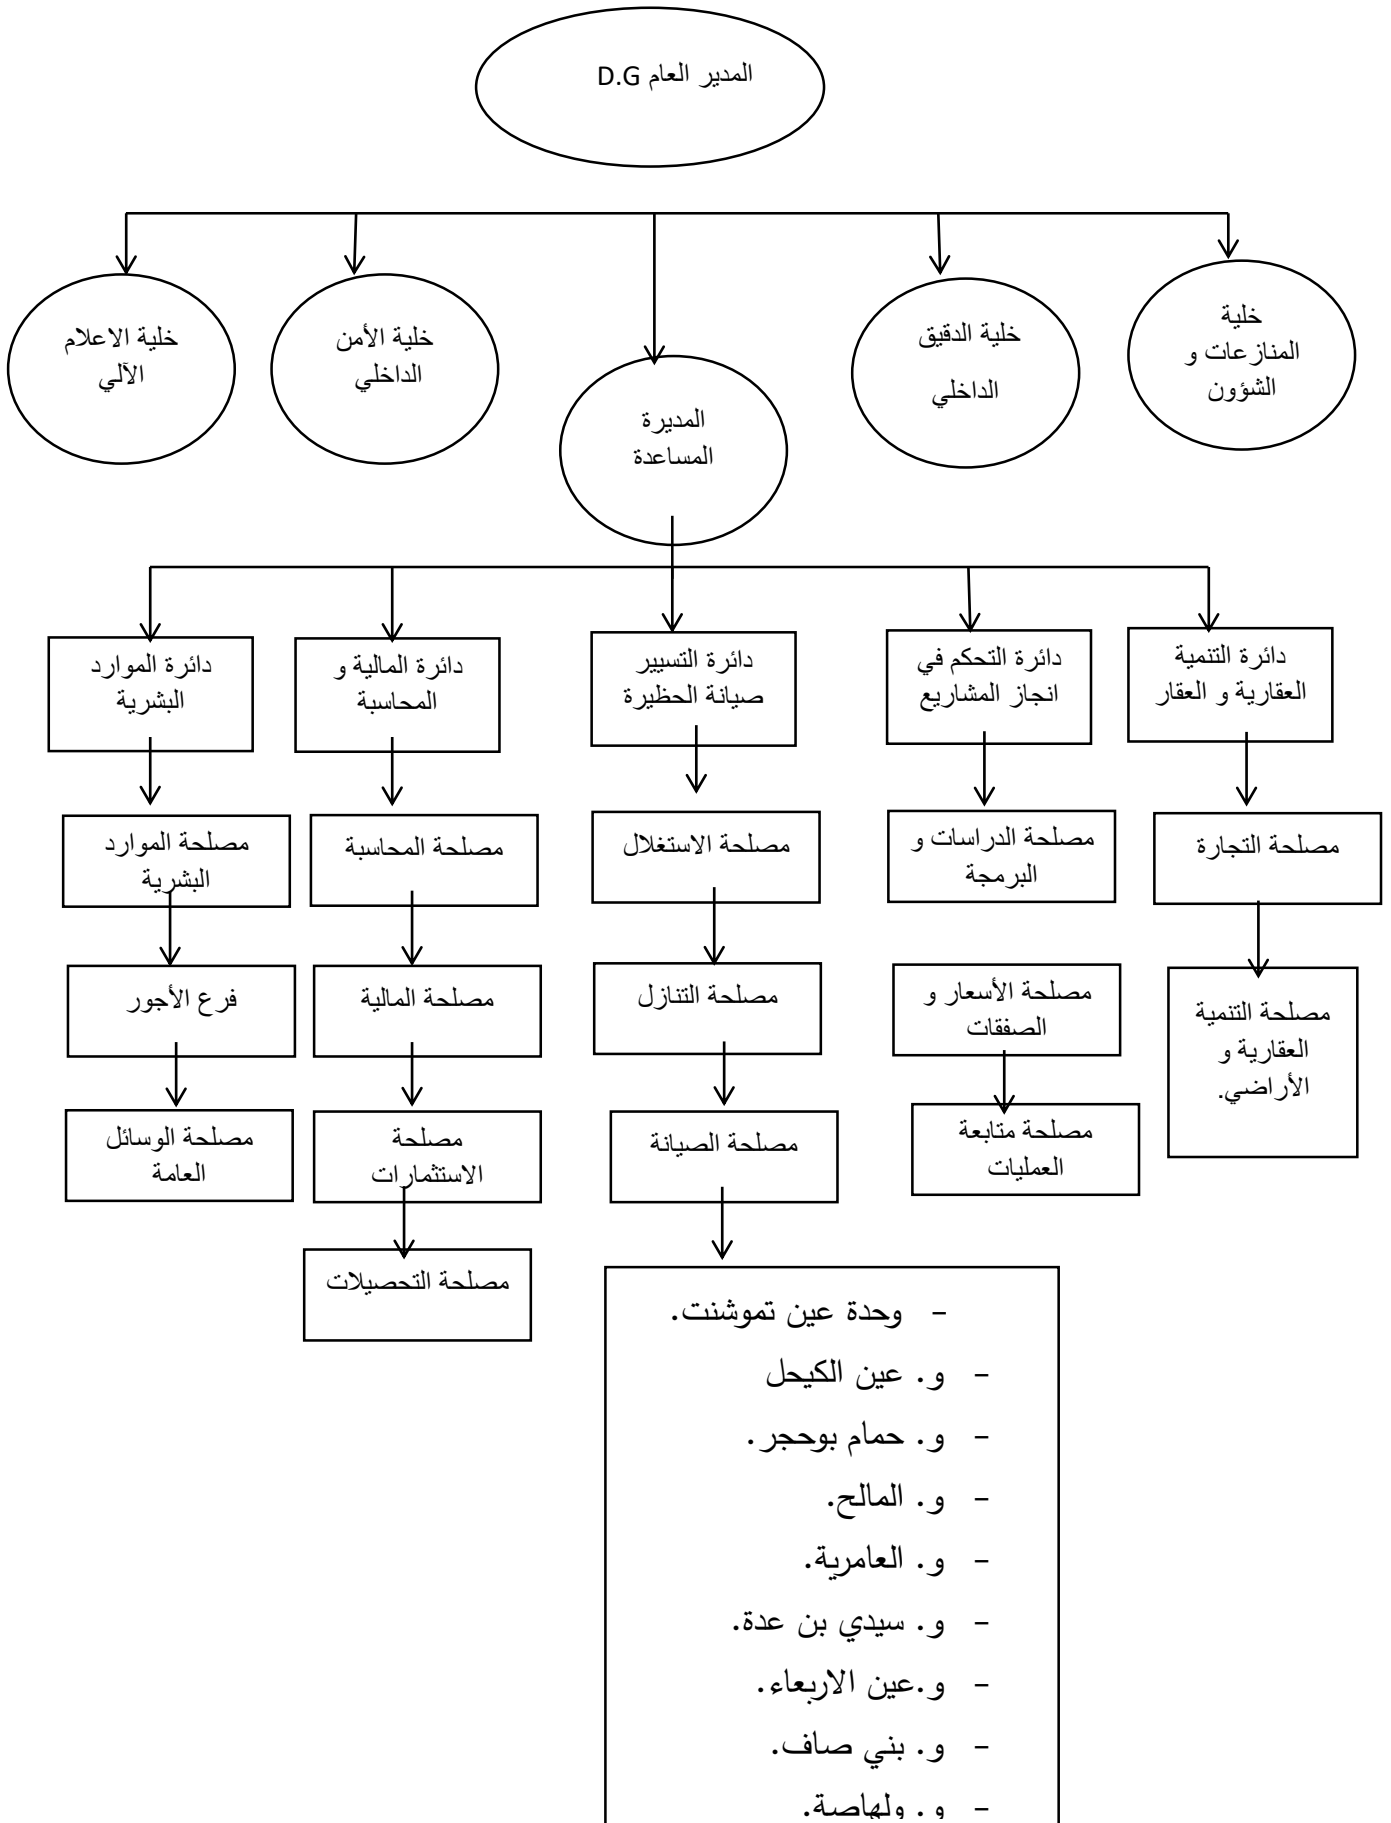 المدير العام D.G
خلية
المنازعات و
الشؤون
خلية الدقيق
الداخلي
المديرة
المساعدة
خلية الأمن
الداخلي
خلية الاعلام
الآلي
دائرة التنمية
العقارية و العقار
دائرة التحكم في
انجاز المشاريع
دائرة التسيير
صيانة الحظيرة
دائرة المالية و
المحاسبة
دائرة الموارد
البشرية
مصلحة التجارة
مصلحة الدراسات و
البرمجة
مصلحة الاستغلال
مصلحة المحاسبة
مصلحة الموارد
البشرية
مصلحة التنمية
العقارية و
الأراضي.
مصلحة الأسعار و
الصفقات
مصلحة التنازل
مصلحة المالية
فرع الأجور
مصلحة متابعة
العمليات
مصلحة الصيانة
مصلحة
الاستثمارات
مصلحة الوسائل
العامة
مصلحة التحصيلات
- وحدة عين تموشنت.
- و. عين الكيحل
- و. حمام بوحجر.
- و. المالح.
- و. العامرية.
- و. سيدي بن عدة.
- و.عين الاربعاء.
- و. بني صاف.
- و. ولهاصة.